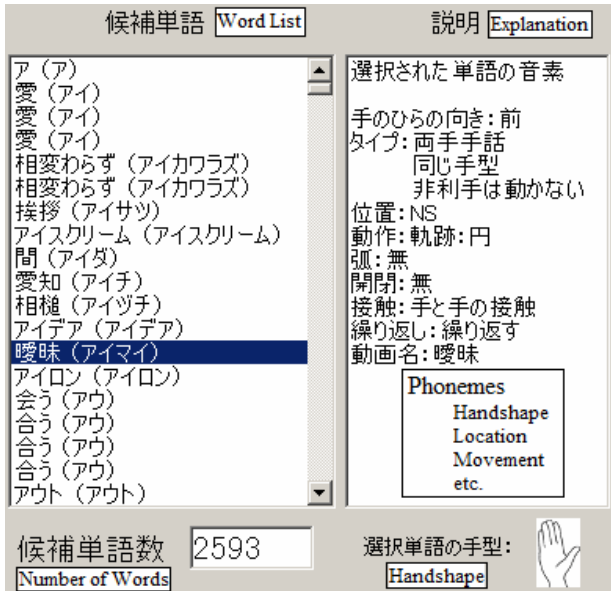 候補単語 Word List
ア (ア)
愛 (アイ)
愛 (アイ)
愛 (アイ)
相変わらず (アイカワラズ)
相変わらず (アイカワラズ)
挨拶 (アイサツ)
アイスクリーム (アイスクリーム)
間 (アイダ)
愛知 (アイチ)
相槌 (アイヅチ)
アイデア (アイデア)
曖昧 (アイマイ)
アイロン (アイロン)
会う (アウ)
合う (アウ)
合う (アウ)
合う (アウ)
アウト (アウト)
説明 Explanation
選択された単語の音素
手のひらの向き:前
タイプ:両手手話
同じ手型
非利手は動かない
位置:NS
動作:軌跡:円
弧:無
開閉:無
接触:手と手の接触
繰り返し:繰り返す
動画名:曖昧
Phonemes
Handshape
Location
Movement
etc.
候補単語数 2593
Number of Words
選択単語の手型:
Handshape